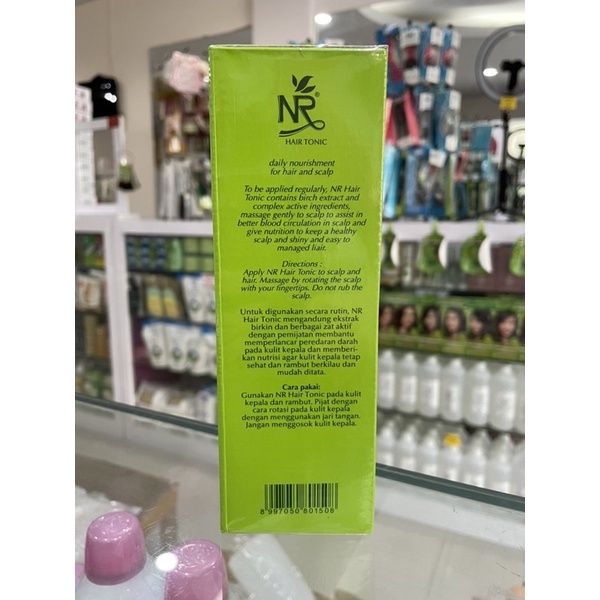 NR®
HAIR TONIC
daily nourishment
for hair and scalp
To be applied regularly, NR Hair
Tonic contains birch extract and
complex active ingredients,
massage gently to scalp to assist in
better blood circulation in scalp and
give nutrition to keep a healthy
scalp and shiny and easy to
managed liair.
Directions :
Apply NR Hair Tonic to scalp and
hair. Massage by rotating the scalp
with your fingertips. Do not rub the
scalp.
Untuk digunakan secara rutin, NR
Hair Tonic mengandung ekstrak
birkin dan berbagai zat aktif
dengan pemijatan membantu
memperlancar peredaran darah
pada kulit kepala dan memberi-
kan nutrisi agar kulit kepala tetap
sehat dan rambut berkilau dan
mudah ditata.
Cara pakai:
Gunakan NR Hair Tonic pada kulit
kepala dan rambut. Pijat dengan
cara rotasi pada kulit kepala
dengan menggunakan jari tangan.
Jangan menggosok kulit kepala.
8 997050 801508